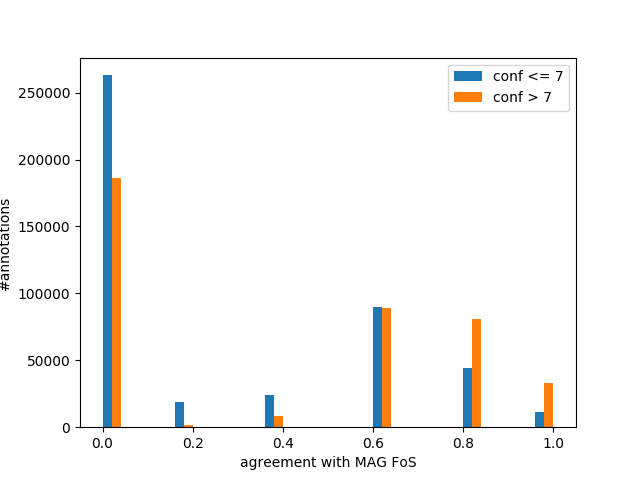 conf <= 7
conf > 7
250000
200000
150000
100000
50000
0
#annotations
0.0 0.2 0.4 0.6 0.8 1.0
agreement with MAG FoS